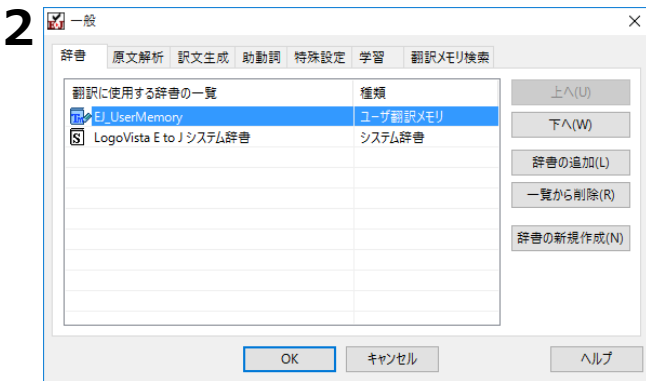 2
一般
辞書 原文解析 訳文生成 助動詞 特殊設定 学習 翻訳メモリ検索
翻訳に使用する辞書の一覧 種類
EJ_UserMemory ユーザ翻訳メモリ
LogoVista E to J システム辞書 システム辞書
上へ(U)
下へ(W)
辞書の追加(L)
一覧から削除(R)
辞書の新規作成(N)
OK キャンセル ヘルプ